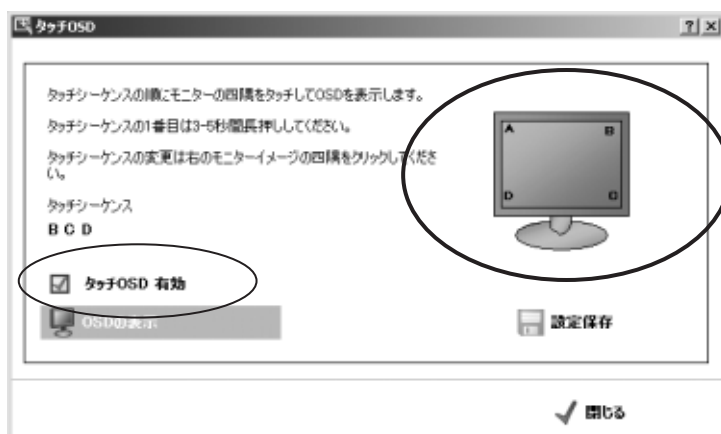 タッチOSD
タッチシーケンスの順にモニターの四隅をタッチしてOSDを表示します。
タッチシーケンスの1番目は3-5秒間長押ししてください。
タッチシーケンスの変更は右のモニターイメージの四隅をクリックしてくださ
い。
タッチシーケンス
B C D
A B
D C
タッチOSD 有効
OSDの表示
設定保存
閉じる